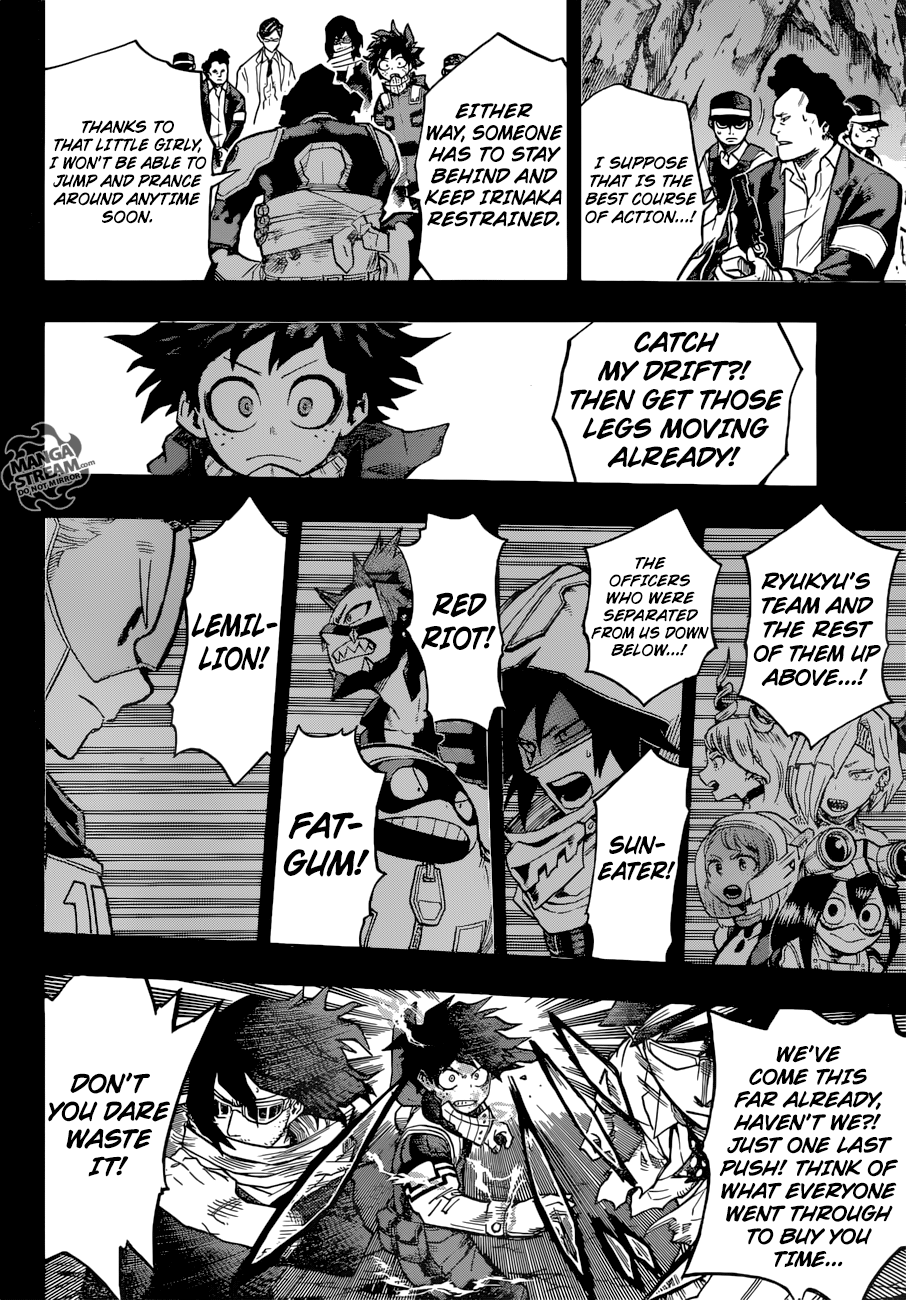 I SUPPOSE
THAT IS THE
BEST COURSE
OF ACTION...!
EITHER
WAY, SOMEONE
HAS TO STAY
BEHIND AND
KEEP IRINAKA
RESTRAINED.
THANKS TO
THAT LITTLE GIRLY,
I WON'T BE ABLE TO
JUMP AND PRANCE
AROUND ANYTIME
SOON.
CATCH
MY DRIFT?!
THEN GET THOSE
LEGS MOVING
ALREADY!
MANGA
STREAM.com
DO NOT MIRROR
RYUKYU'S
TEAM AND
THE REST
OF THEM UP
ABOVE...!
THE
OFFICERS
WHO WERE
SEPARATED
FROM US DOWN
BELOW...!
SUN-
EATER!
RED
RIOT!
FAT-
GUM!
LEMIL-
LION!
WE'VE
COME THIS
FAR ALREADY,
HAVEN'T WE?!
JUST ONE LAST
PUSH! THINK OF
WHAT EVERYONE
WENT THROUGH
TO BUY YOU
TIME...
DON'T
YOU DARE
WASTE
IT!